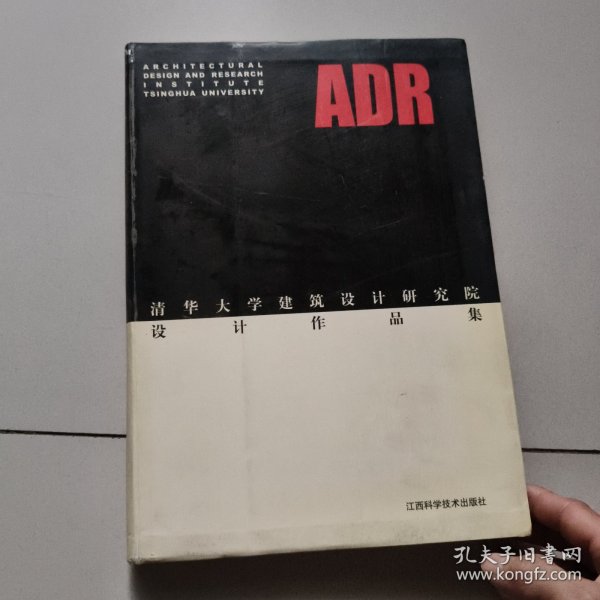 ARCHITECTURAL
DESIGN AND RESEARCH
INSTITUTE
TSINGHUA UNIVERSITY
ADR
清华大学建筑设计研究院
设计作品集
江西科学技术出版社
孔夫子旧书网
www.kongfz.com